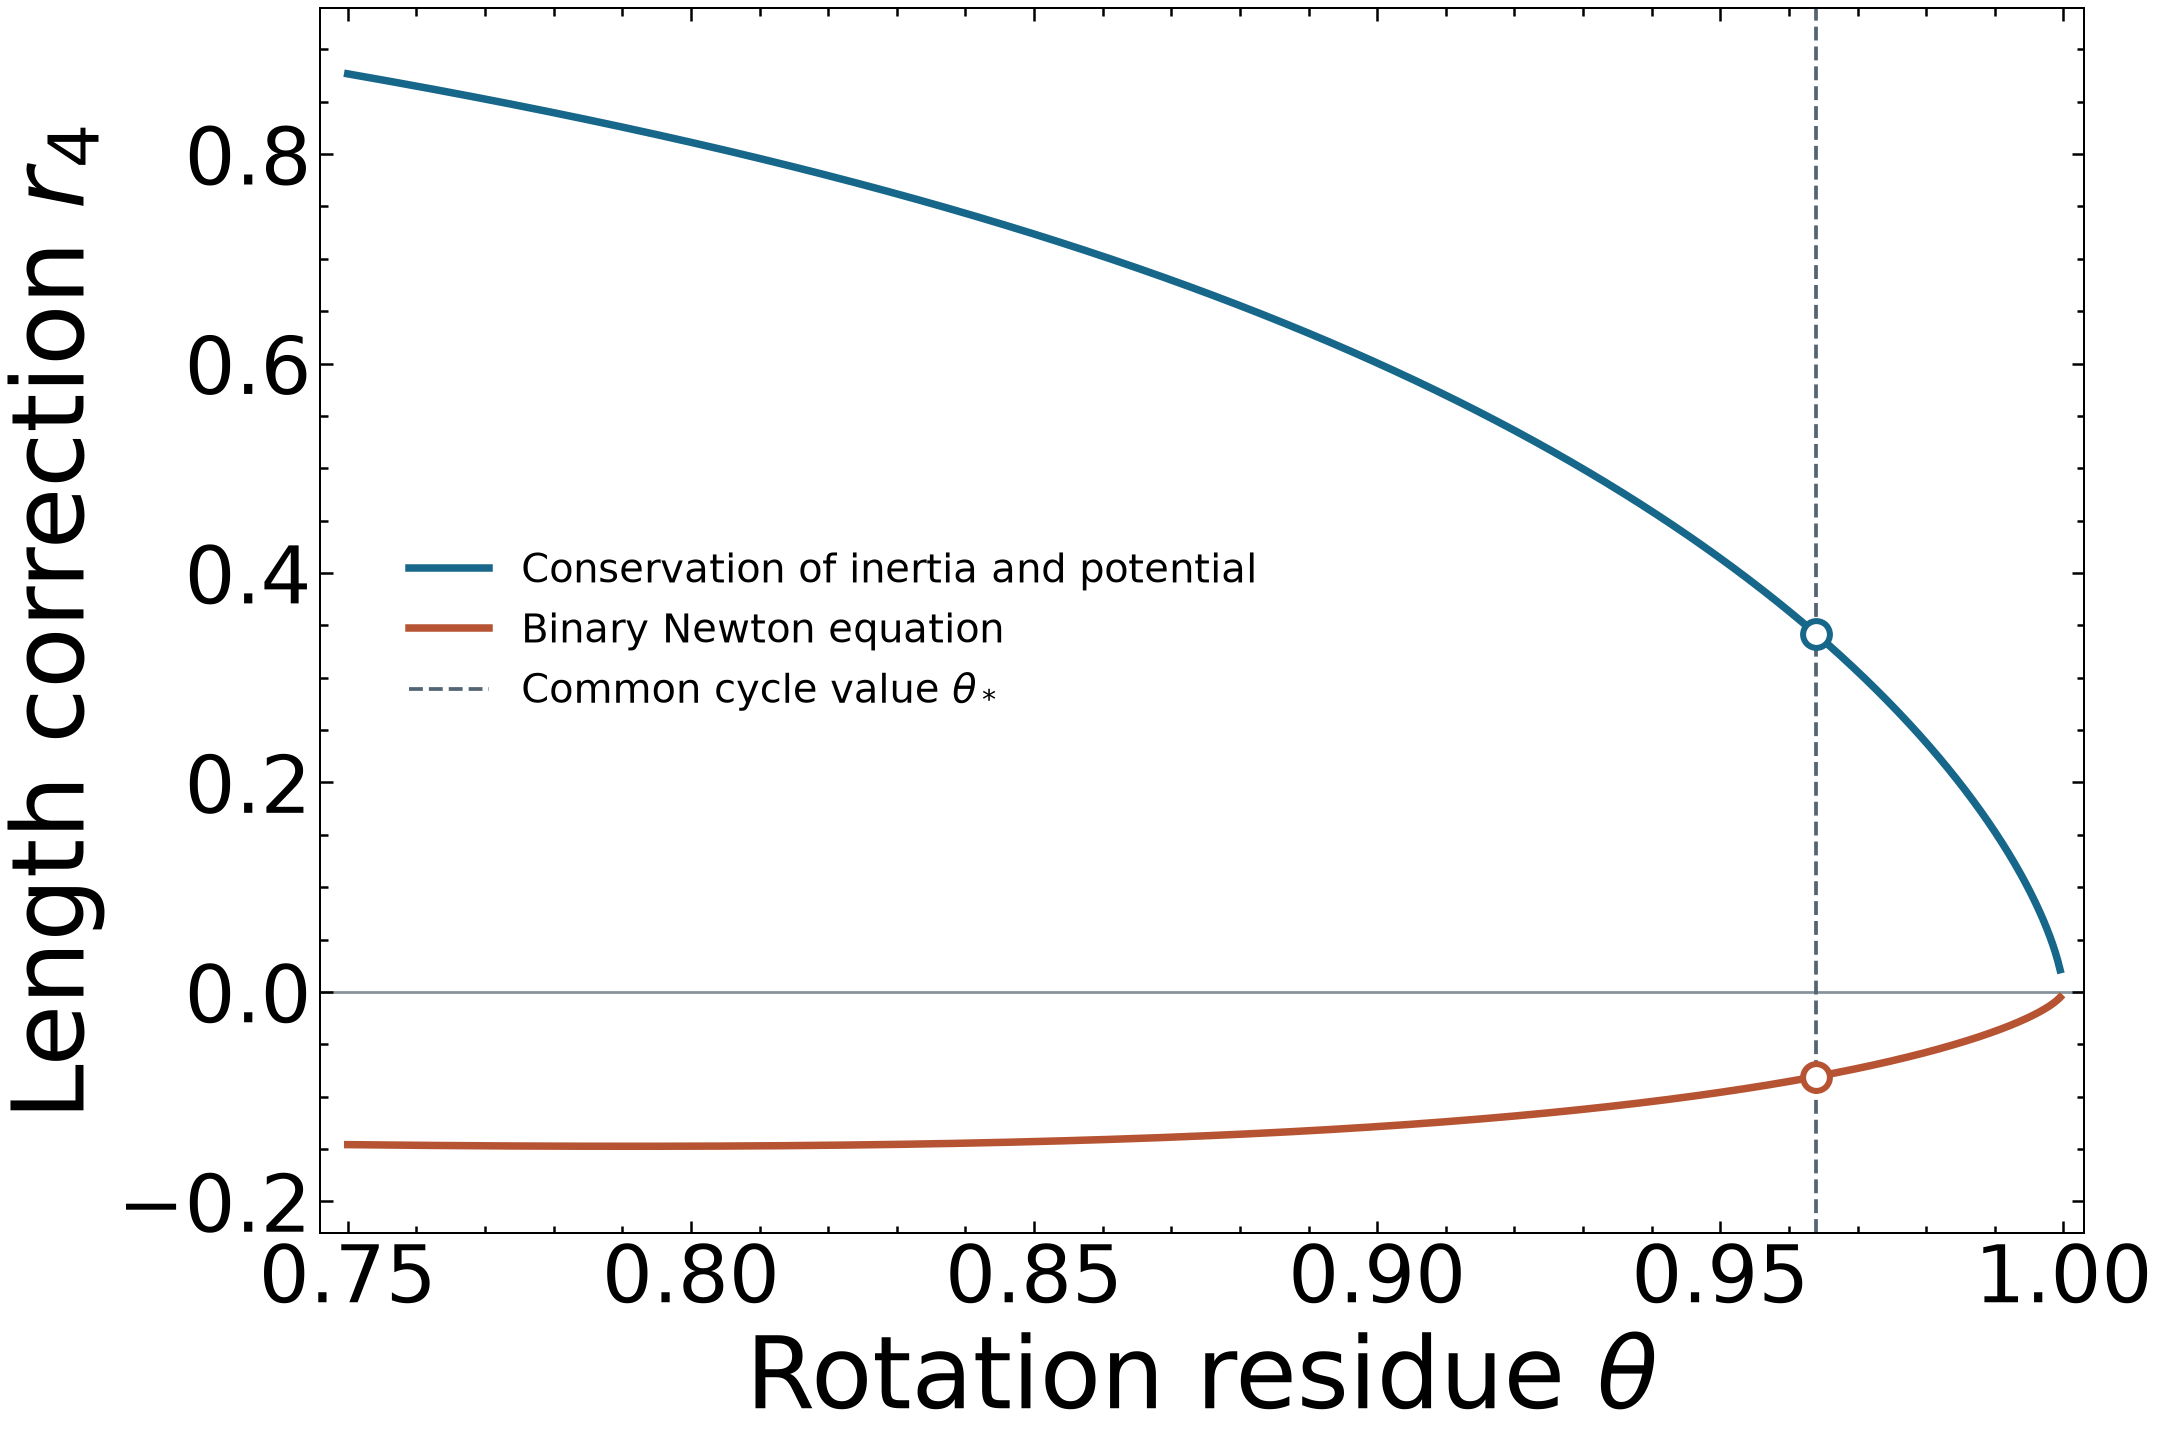 Length correction r₄
0.8
0.6
0.4
0.2
0.0
−0.2
Conservation of inertia and potential
Binary Newton equation
Common cycle value θ*
0.75 0.80 0.85 0.90 0.95 1.00
Rotation residue θ